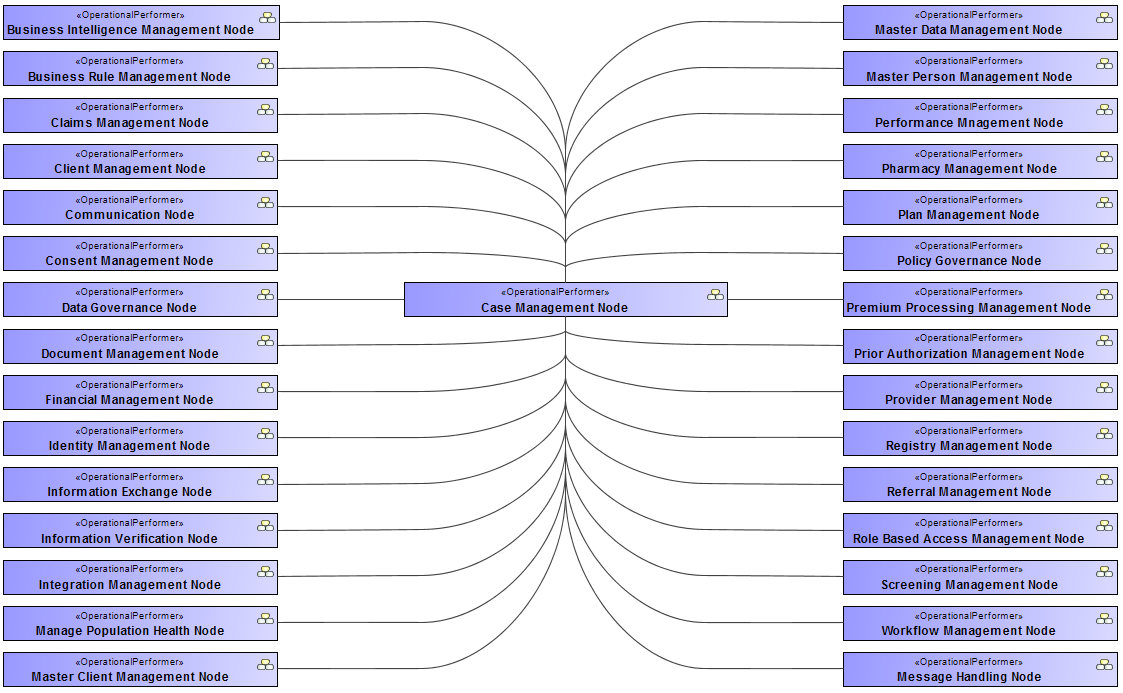 «OperationalPerformer»
Business Intelligence Management Node
«OperationalPerformer»
Business Rule Management Node
«OperationalPerformer»
Claims Management Node
«OperationalPerformer»
Client Management Node
«OperationalPerformer»
Communication Node
«OperationalPerformer»
Consent Management Node
«OperationalPerformer»
Data Governance Node
«OperationalPerformer»
Document Management Node
«OperationalPerformer»
Financial Management Node
«OperationalPerformer»
Identity Management Node
«OperationalPerformer»
Information Exchange Node
«OperationalPerformer»
Information Verification Node
«OperationalPerformer»
Integration Management Node
«OperationalPerformer»
Manage Population Health Node
«OperationalPerformer»
Master Client Management Node
«OperationalPerformer»
Case Management Node
«OperationalPerformer»
Master Data Management Node
«OperationalPerformer»
Master Person Management Node
«OperationalPerformer»
Performance Mnagement Node
«OperationalPerformer»
Pharmacy Management Node
«OperationalPerformer»
Plan Management Node
«OperationalPerformer»
Policy Governance Node
«OperationalPerformer»
Premium Processing Management Node
«OperationalPerformer»
Prior Authorization Management Node
«OperationalPerformer»
Provider Management Node
«OperationalPerformer»
Registry Management Node
«OperationalPerformer»
Referral Management Node
«OperationalPerformer»
Role Based Access Management Node
«OperationalPerformer»
Screening Management Node
«OperationalPerformer»
Workflow Management Node
«OperationalPerformer»
Message Handling Node